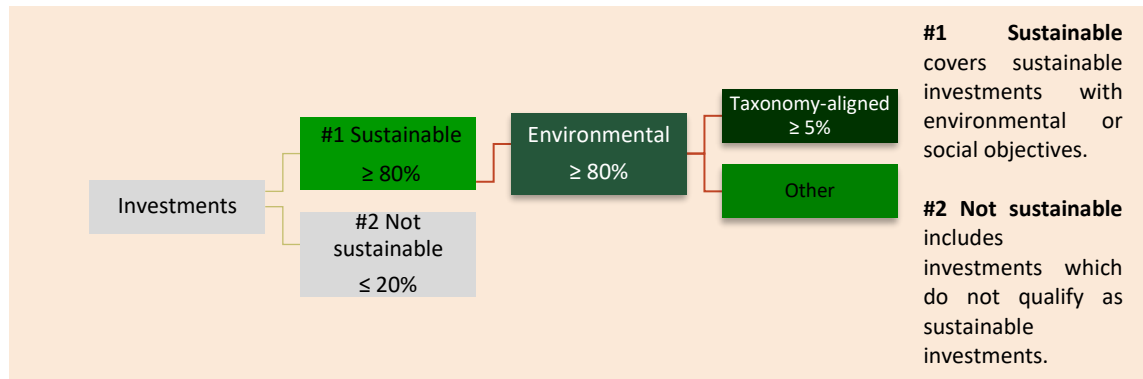 Investments
#1 Sustainable
≥ 80%
#2 Not
sustainable
≤ 20%
Environmental
≥ 80%
Taxonomy-aligned
≥ 5%
Other
#1 Sustainable
covers sustainable
investments with
environmental or
social objectives.
#2 Not sustainable
includes
investments which
do not qualify as
sustainable
investments.